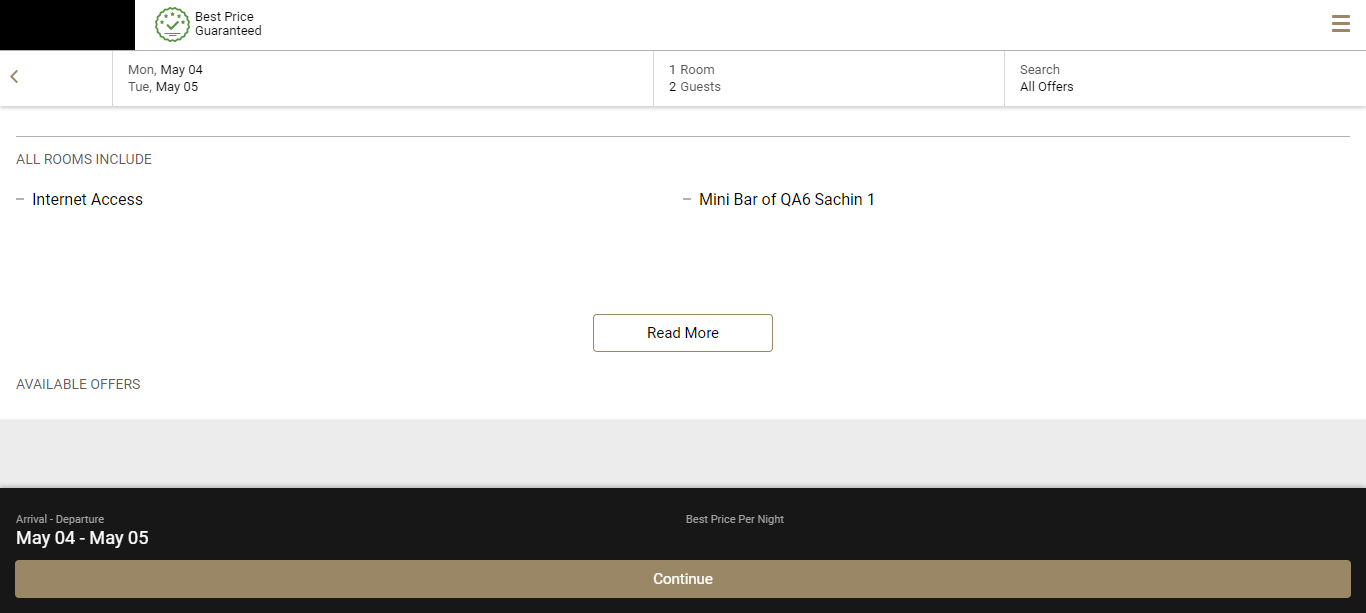 Best Price
Guaranteed
Mon, May 04
Tue, May 05
1 Room
2 Guests
Search
All Offers
ALL ROOMS INCLUDE
Internet Access
Mini Bar of QA6 Sachin 1
Read More
AVAILABLE OFFERS
Arrival - Departure
May 04 - May 05
Best Price Per Night
Continue